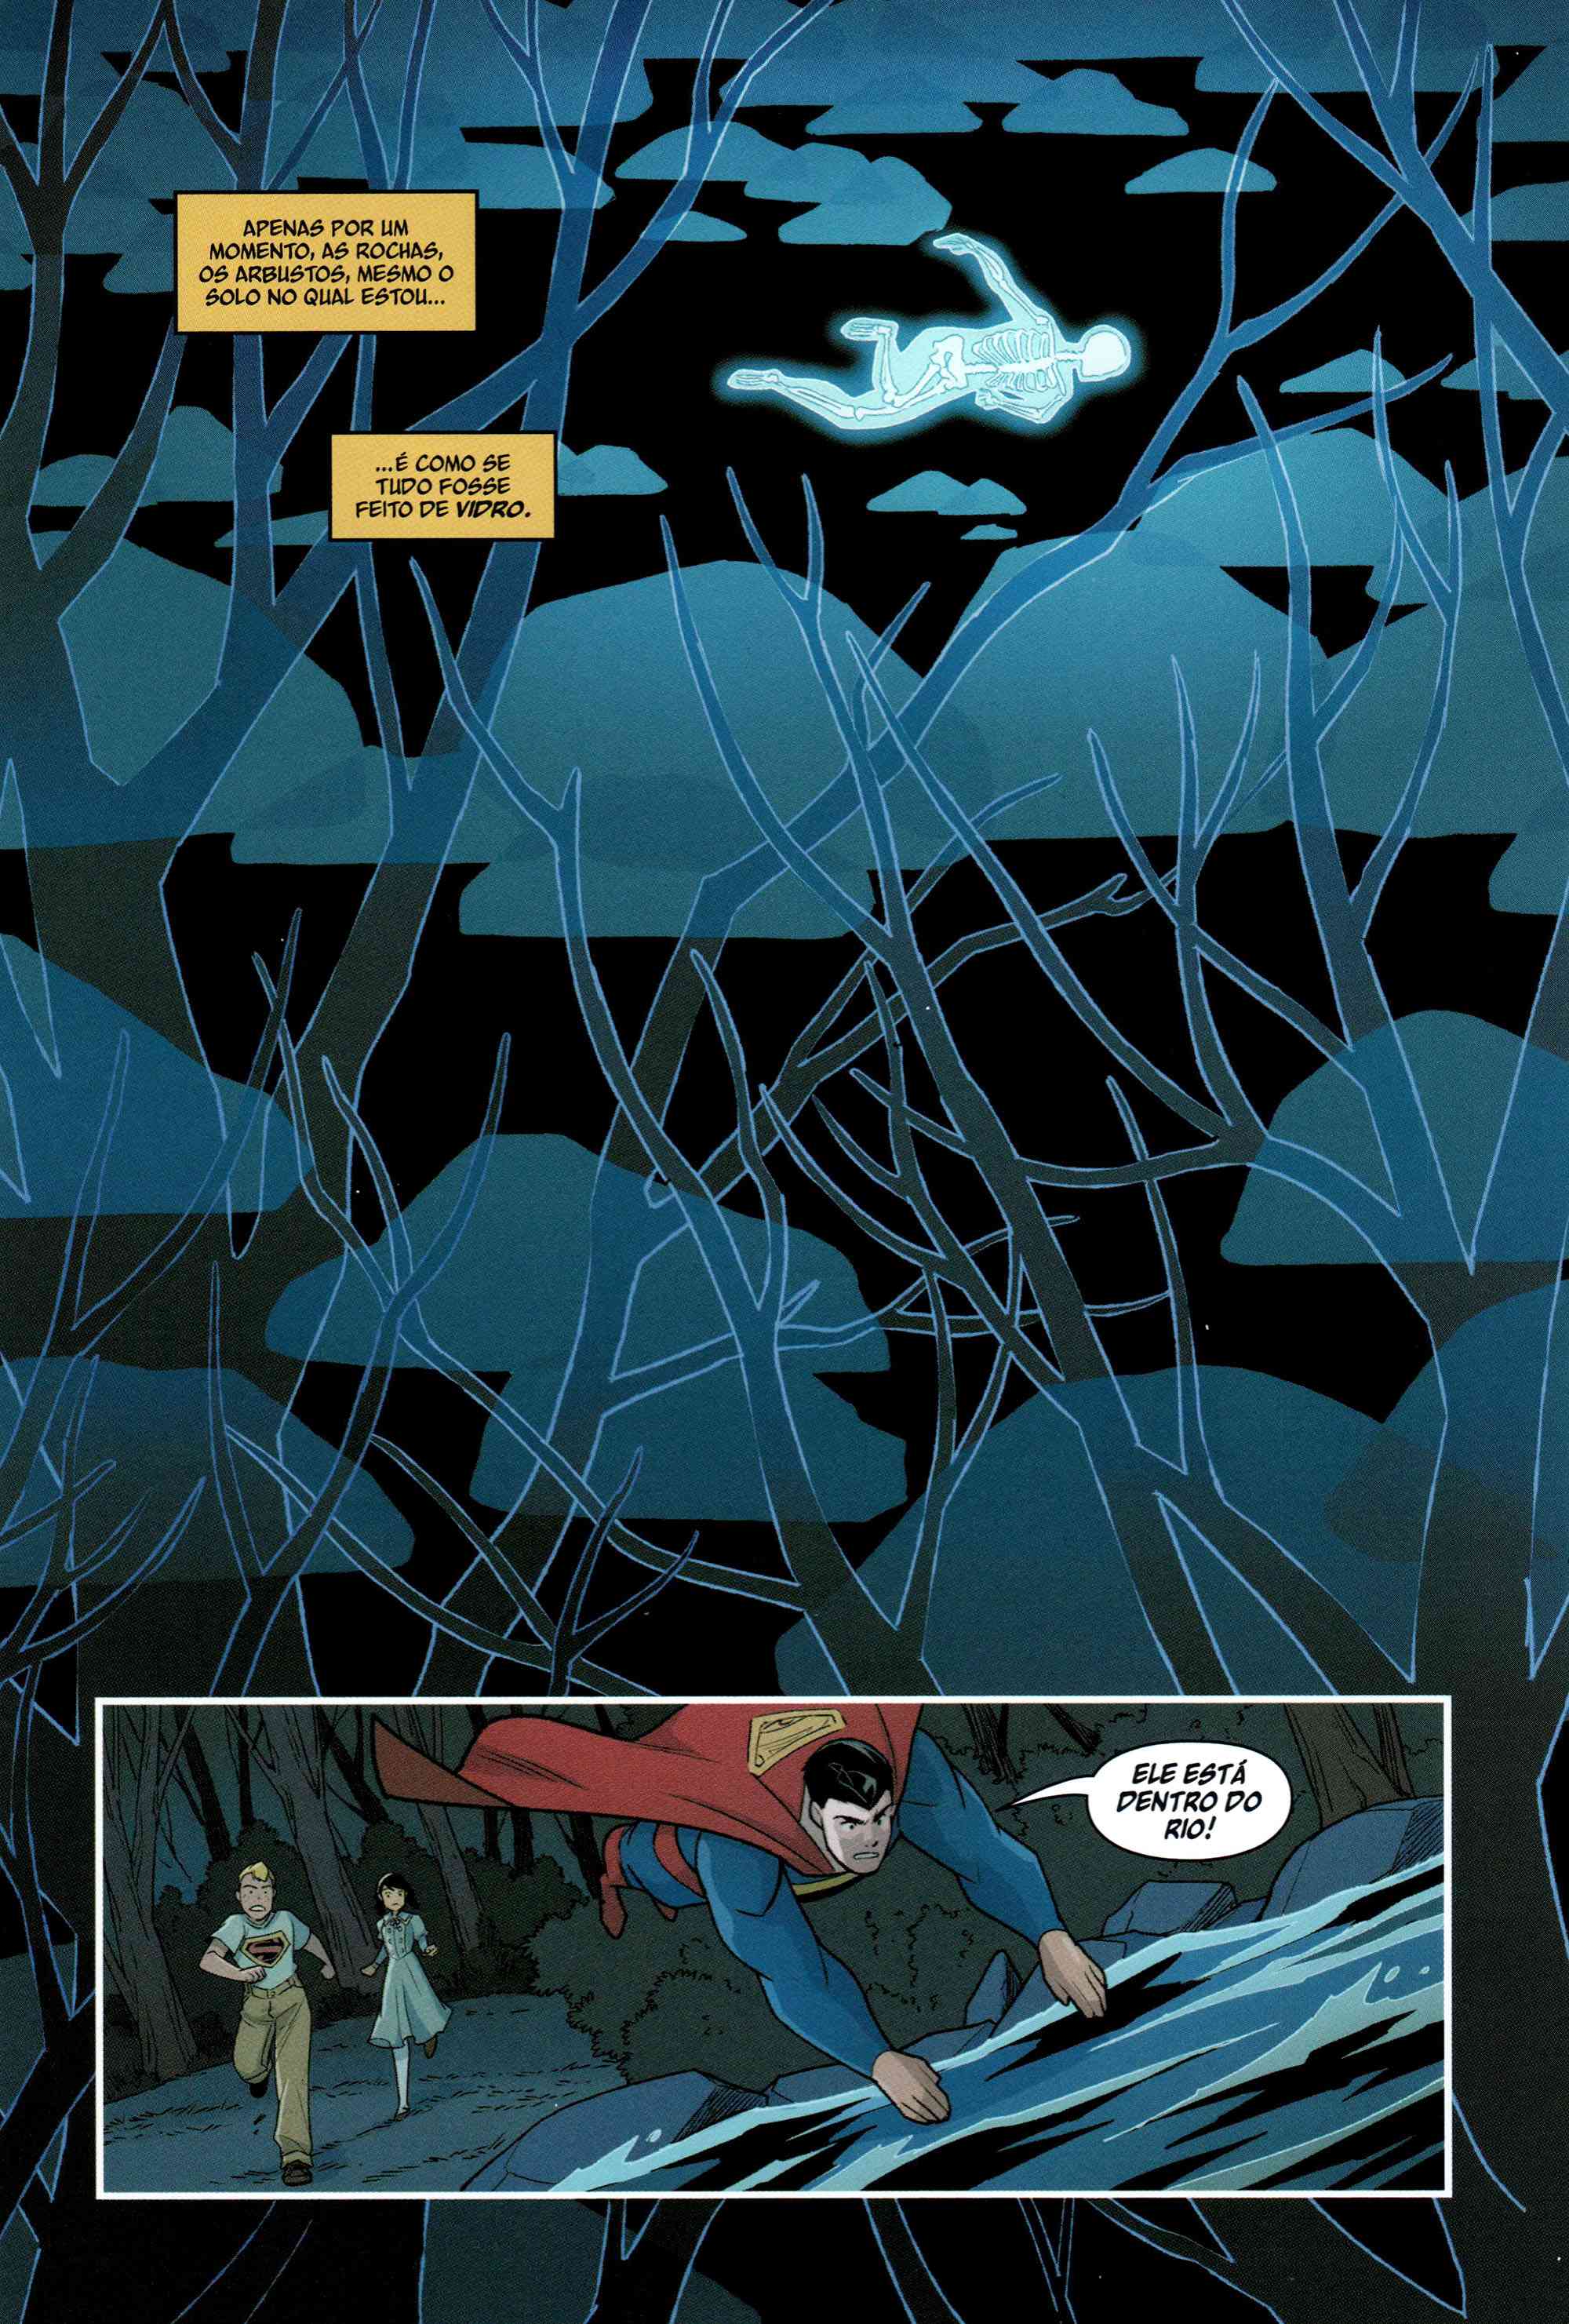 APENAS POR UM
MOMENTO, AS ROCHAS,
OS ARBUSTOS, MESMO O
SOLO NO QUAL ESTOU...
...É COMO SE
TUDO FOSSE
FEITO DE VIDRO.
ELE ESTÁ
DENTRO DO
RIO!